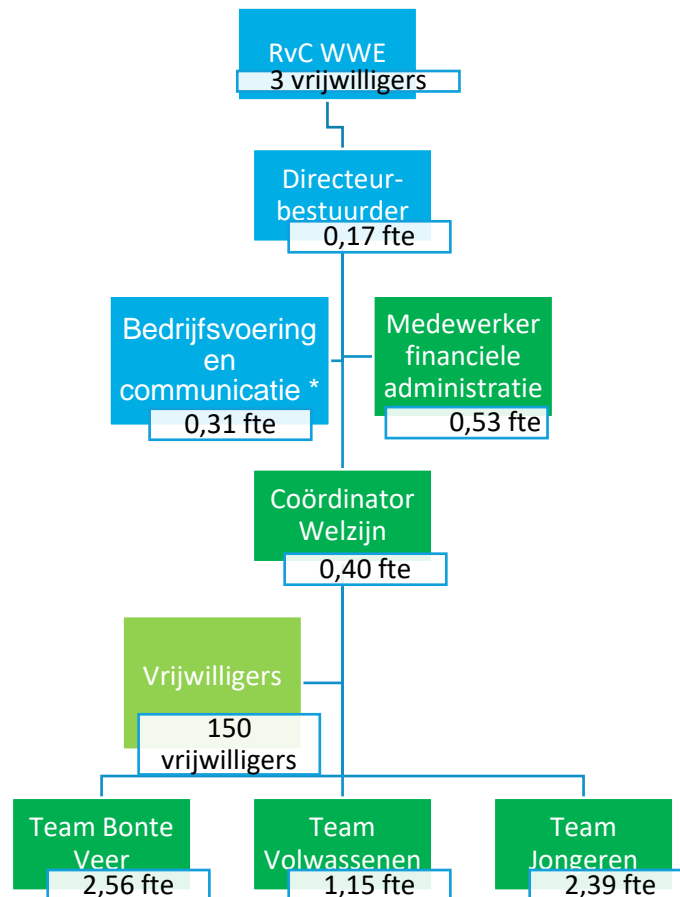 RvC WWE
3 vrijwilligers
Directeur-
bestuurder
0,17 fte
Bedrijfsvoering
en
communicatie *
0,31 fte
Medewerker
financiele
administratie
0,53 fte
Coördinator
Welzijn
0,40 fte
Vrijwilligers
150
vrijwilligers
Team Bonte
Veer
2,56 fte
Team
Volwassenen
1,15 fte
Team
Jongeren
2,39 fte